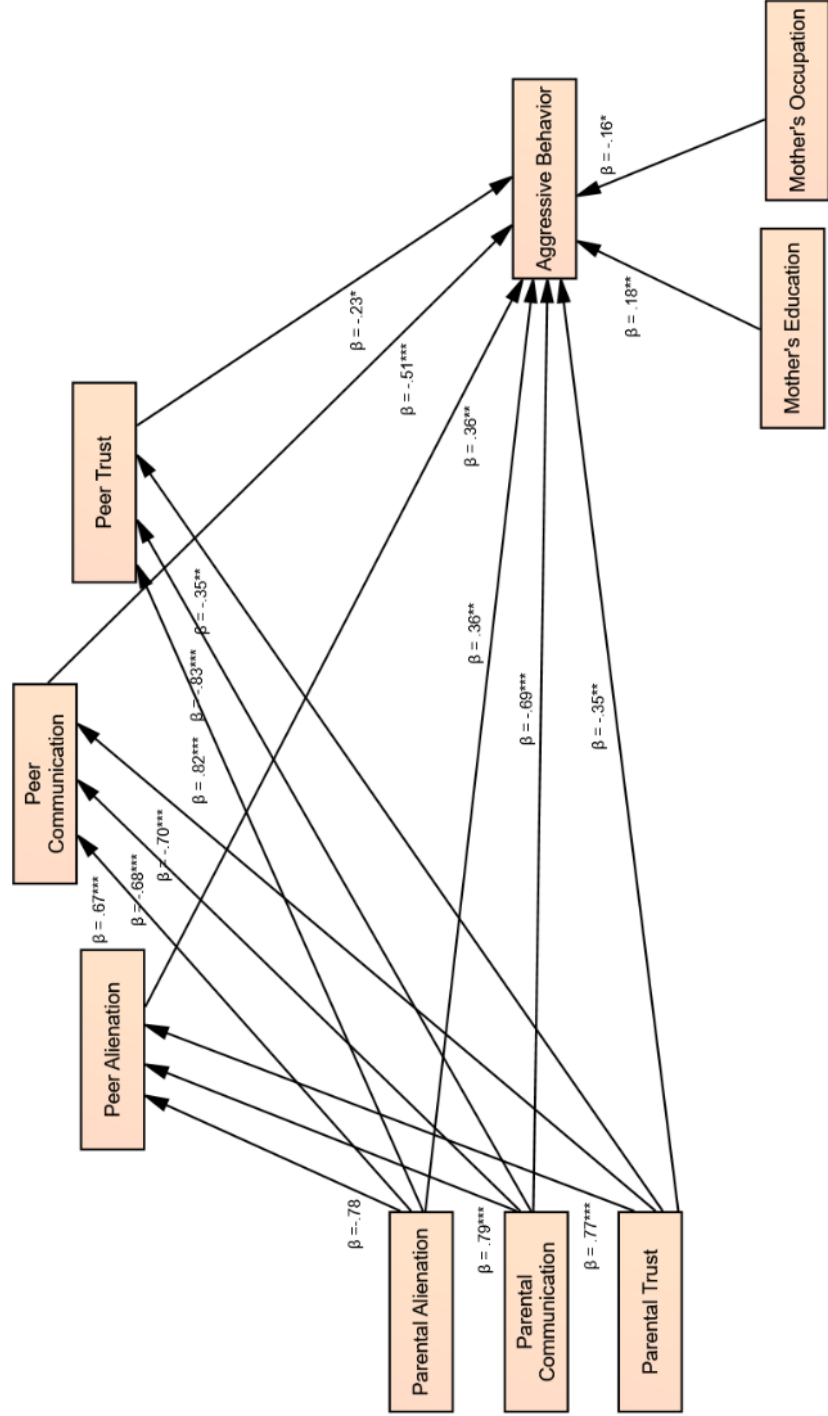 Peer
Communication
Peer Alienation
Peer Trust
Parental Alienation
Parental
Communication
Parental Trust
Aggressive Behavior
Mother's Education
Mother's Occupation
β =-.78
β = .79***
β = .77***
β = .67***
β = -.68***
β = -.70***
β = .82***
β = -.83***
β = -.35**
β = -.23*
β = -.51***
β = .36**
β = .36**
β = -.69***
β = -.35**
β = .18**
β = -.16*